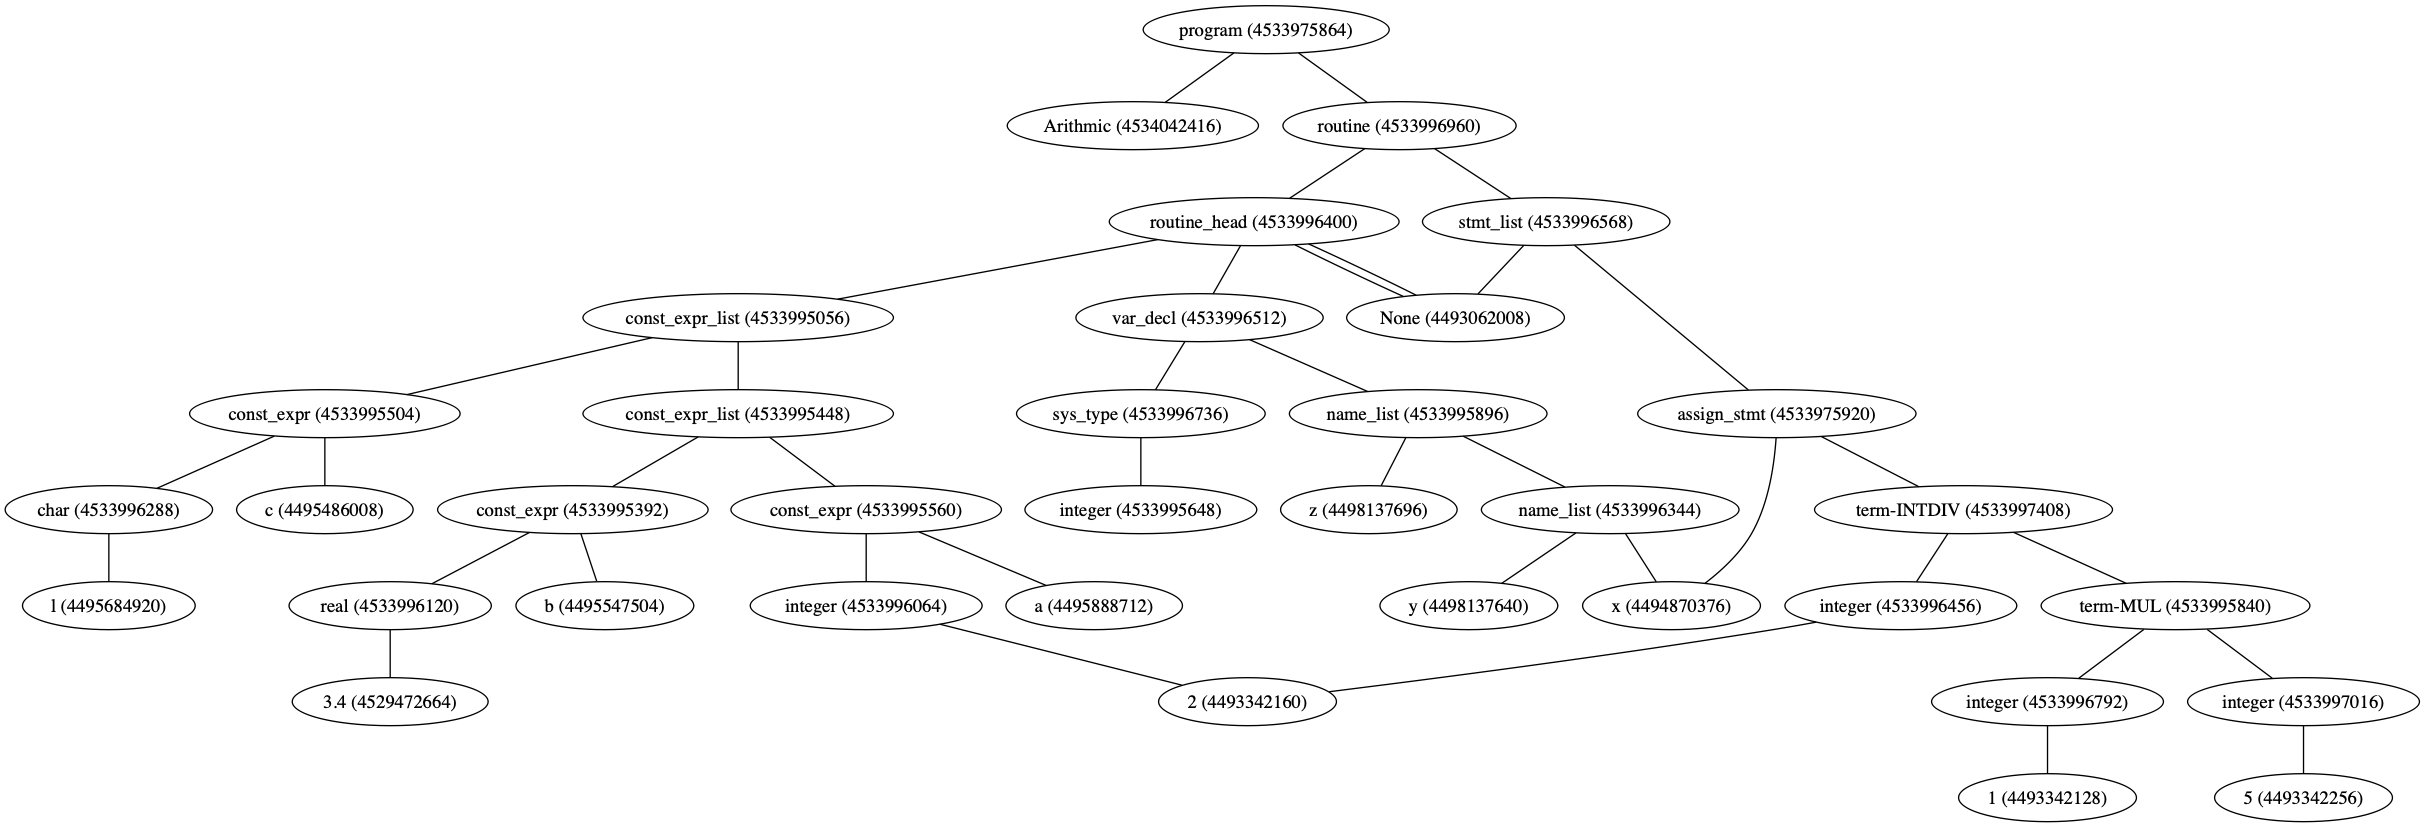 program (4533975864)
Arithmic (4534042416)
routine (4533996960)
routine_head (4533996400)
stmt_list (4533996568)
const_expr_list (4533995056)
var_decl (4533996512)
None (4493062008)
const_expr (4533995504)
const_expr_list (4533995448)
sys_type (4533996736)
name_list (4533995896)
assign_stmt (4533975920)
char (4533996288)
c (4495486008)
const_expr (4533995392)
const_expr (4533995560)
integer (4533995648)
z (4498137696)
name_list (4533996344)
term-INTDIV (4533997408)
l (4495684920)
real (4533996120)
b (4495547504)
integer (4533996064)
a (4495888712)
y (4498137640)
x (4494870376)
integer (4533996456)
term-MUL (4533995840)
3.4 (4529472664)
2 (4493342160)
integer (4533996792)
integer (4533997016)
1 (4493342128)
5 (4493342256)